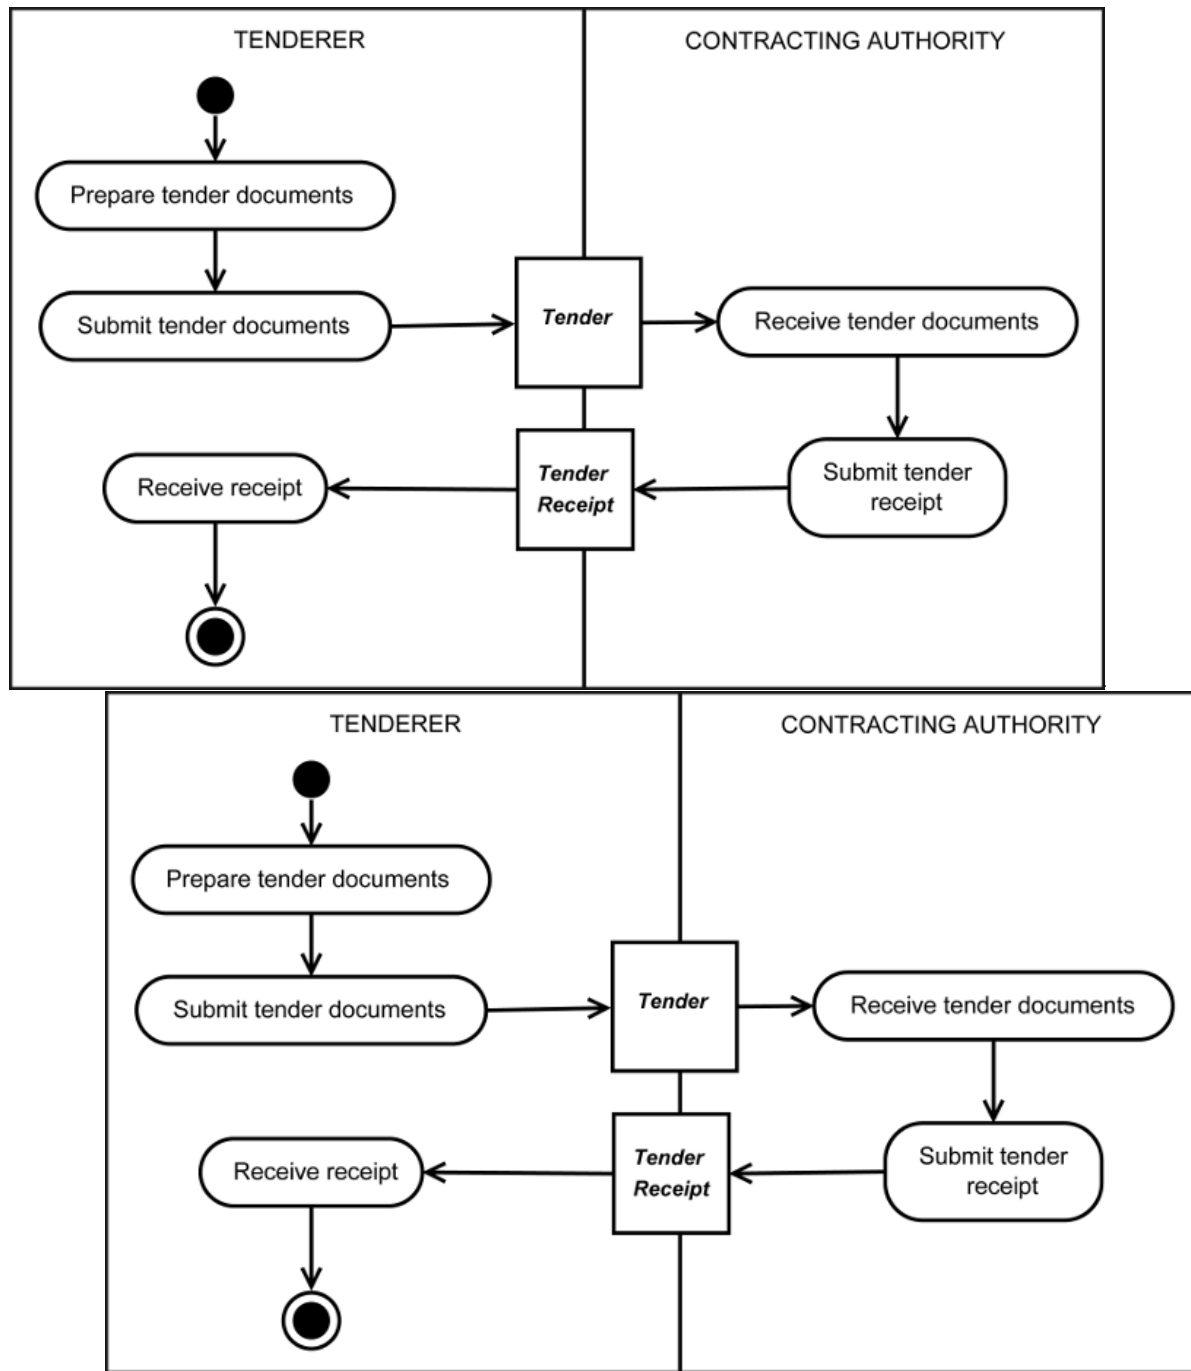 TENDERER
CONTRACTING AUTHORITY
Prepare tender documents
Submit tender documents
Tender
Receive tender documents
Receive receipt
Tender
Receipt
Submit tender
receipt
TENDERER
CONTRACTING AUTHORITY
Prepare tender documents
Submit tender documents
Tender
Receive tender documents
Receive receipt
Tender
Receipt
Submit tender
receipt